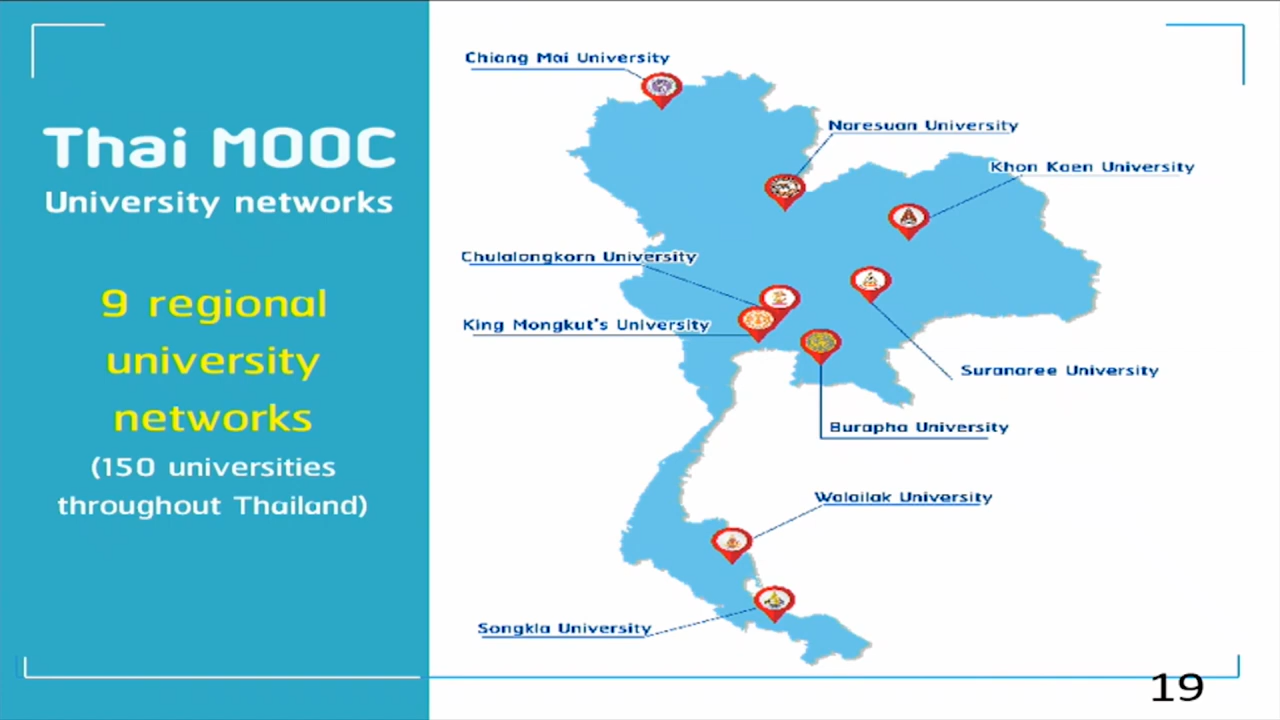 Thai MOOC
University networks
9 regional
university
networks
(150 universities
throughout Thailand)
Chiang Mai University
Naresuan University
Khon Kaen University
Chulalongkorn University
King Mongkut's University
Suranaree University
Burapha University
Walailak University
Songkla University
19